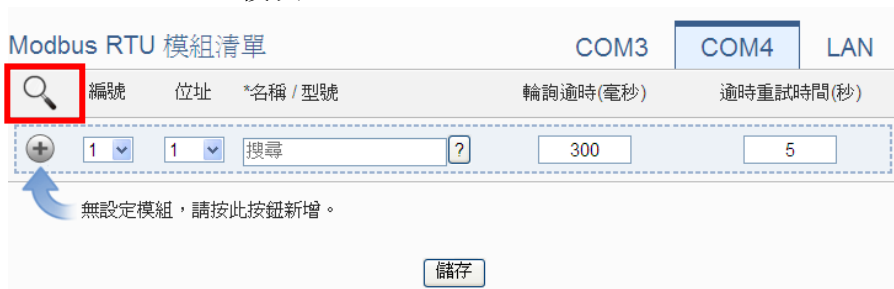 Modbus RTU 模組清單 COM3 COM4 LAN
編號 位址 *名稱 / 型號 輪詢逾時(毫秒) 逾時重試時間(秒)
1 1 搜尋 ? 300 5
無設定模組，請按此按鈕新增。
儲存